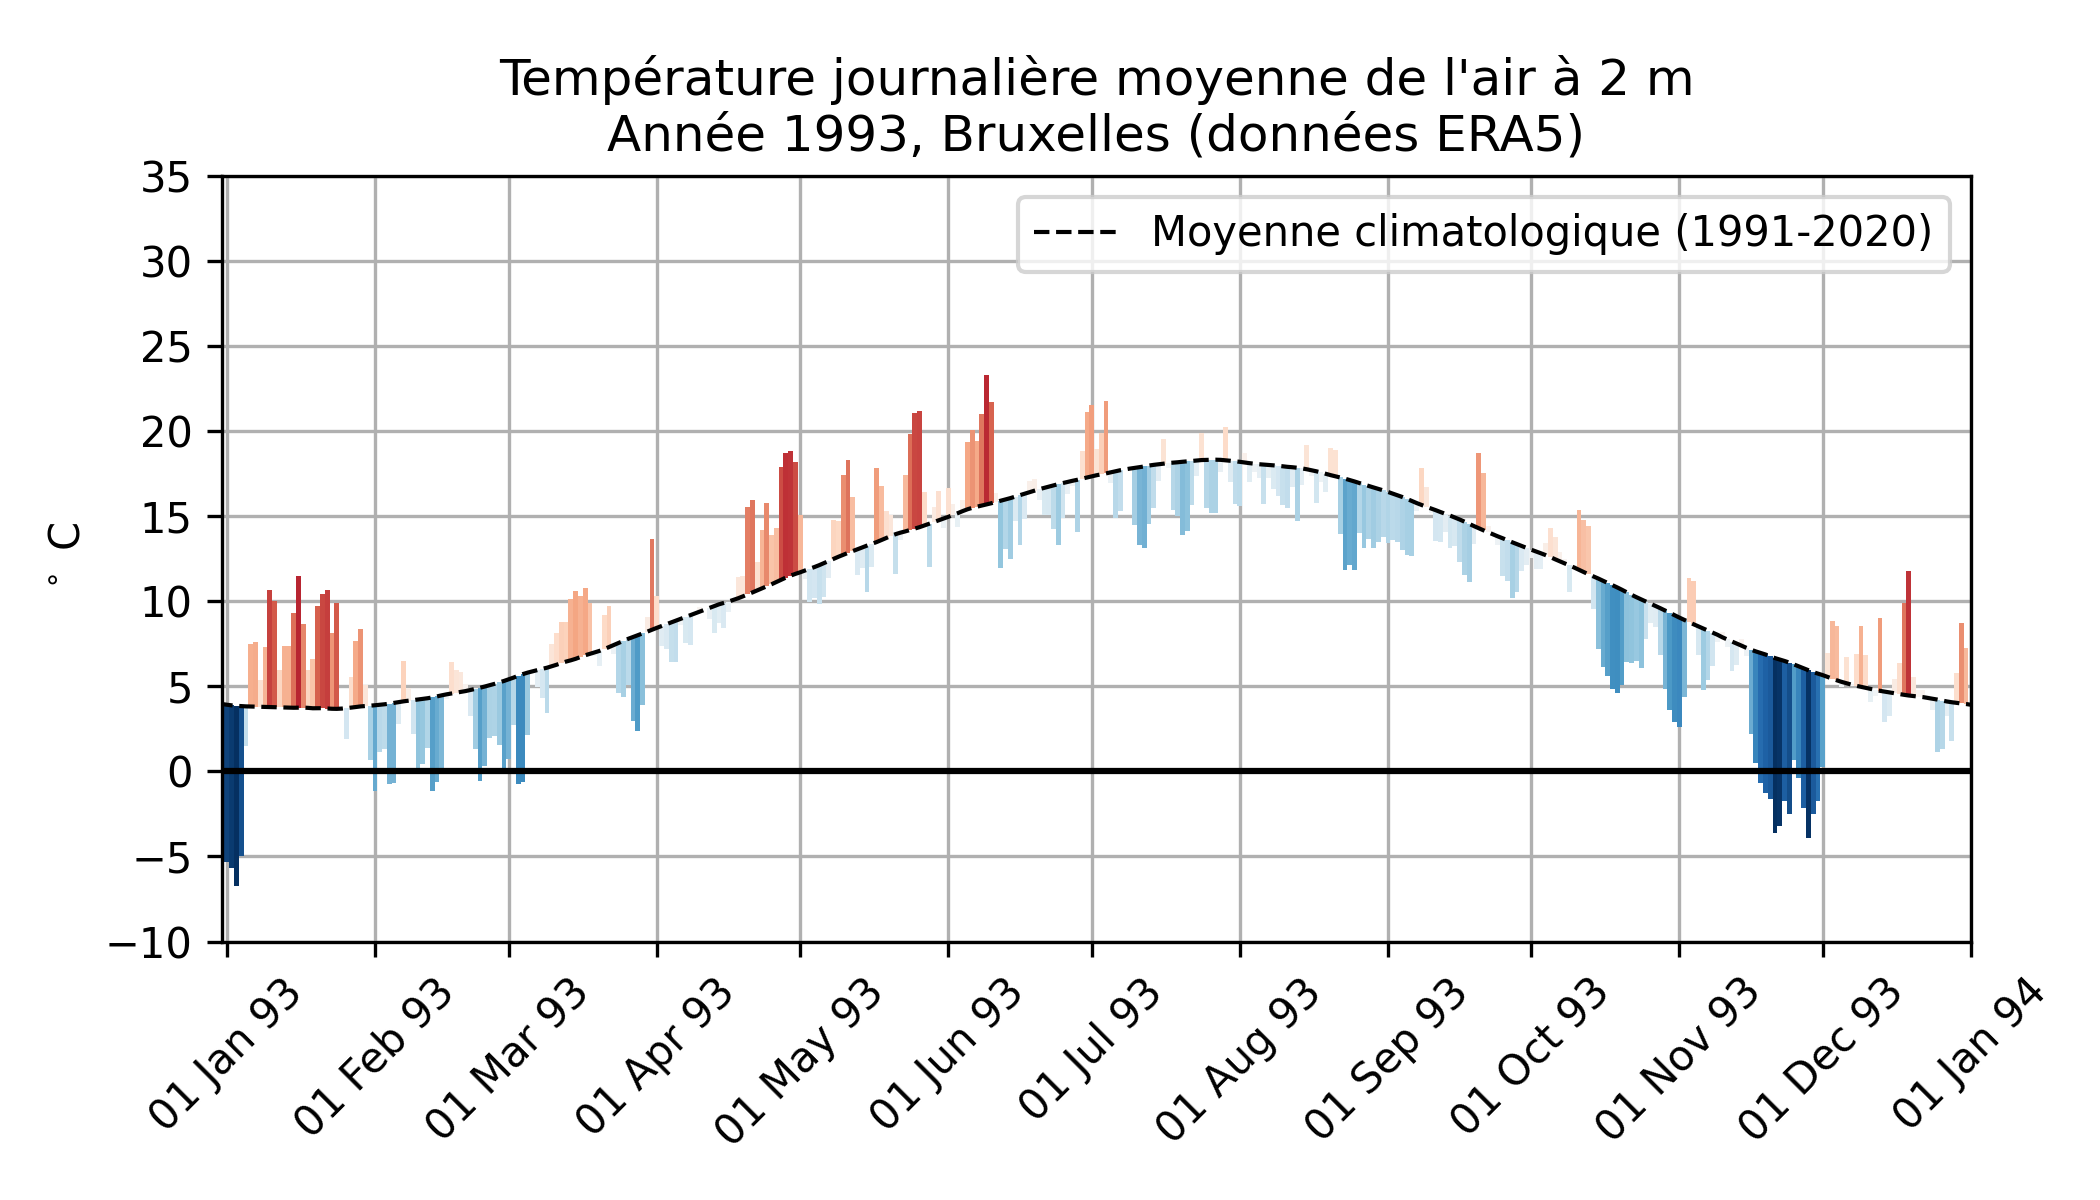 Température journalière moyenne de l'air à 2 m
Année 1993, Bruxelles (données ERA5)
Moyenne climatologique (1991-2020)
° C
35
30
25
20
15
10
5
0
−5
−10
01 Jan 93
01 Feb 93
01 Mar 93
01 Apr 93
01 May 93
01 Jun 93
01 Jul 93
01 Aug 93
01 Sep 93
01 Oct 93
01 Nov 93
01 Dec 93
01 Jan 94